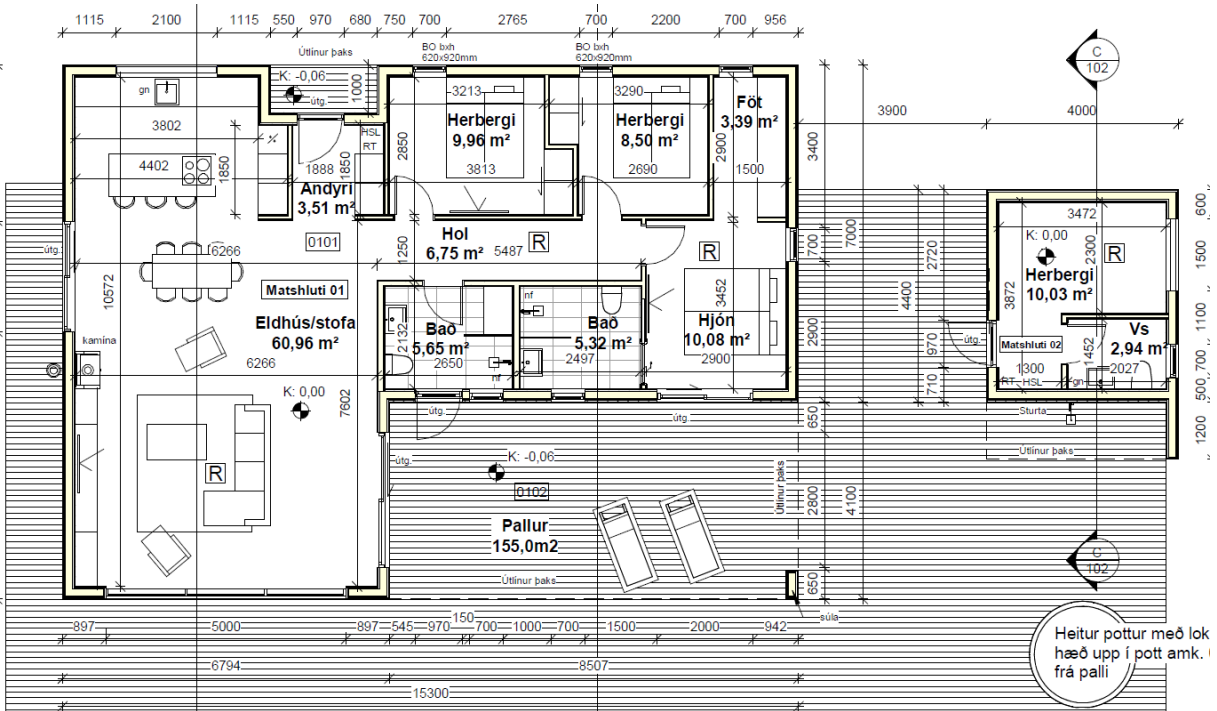 1115 2100 1115 550 970 680 750 700 2765 700 2200 700 956
Útlínur þaks
BO bxh
620x920mm
BO bxh
620x920mm
C
102
gn
K: -0,06
útg.
1000
3213
3290
Föt
3,39 m²
3900
4000
3802
Herbergi
9,96 m²
Herbergi
8,50 m²
HSL
RT
4402
1850
1888
1850
2850
3813
2690
2900
1500
3400
Andyri
3,51 m²
600
3472
útg.
6266
0101
Hol
6,75 m²
1250
5487
R
R
700
7000
2720
K: 0,00
2300
R
1500
Herbergi
10,03 m²
10572
Matshluti 01
4400
3872
3452
nf
Eldhús/stofa
60,96 m²
kamína
Bað
5,65 m²
2132
2650
nf
Bað
5,32 m²
2497
Hjón
10,08 m²
2900
2900
útg.
970
Matshluti 02
1452
Vs
2,94 m²
1100
700
6266
K: 0,00
7602
710
1300
RT HSL
gn
2027
500
útg.
útg
650
Sturta
1200
Útlínur þaks
R
útg.
K: -0,06
0102
Útlínur þaks
2800
4100
Pallur
155,0m2
C
102
Útlínur þaks
650
súla
150
897 5000 897 545 970 700 1000 700 1500 2000 942
Heitur pottur með lok
hæð upp í pott amk.
frá palli
6794 8507
15300